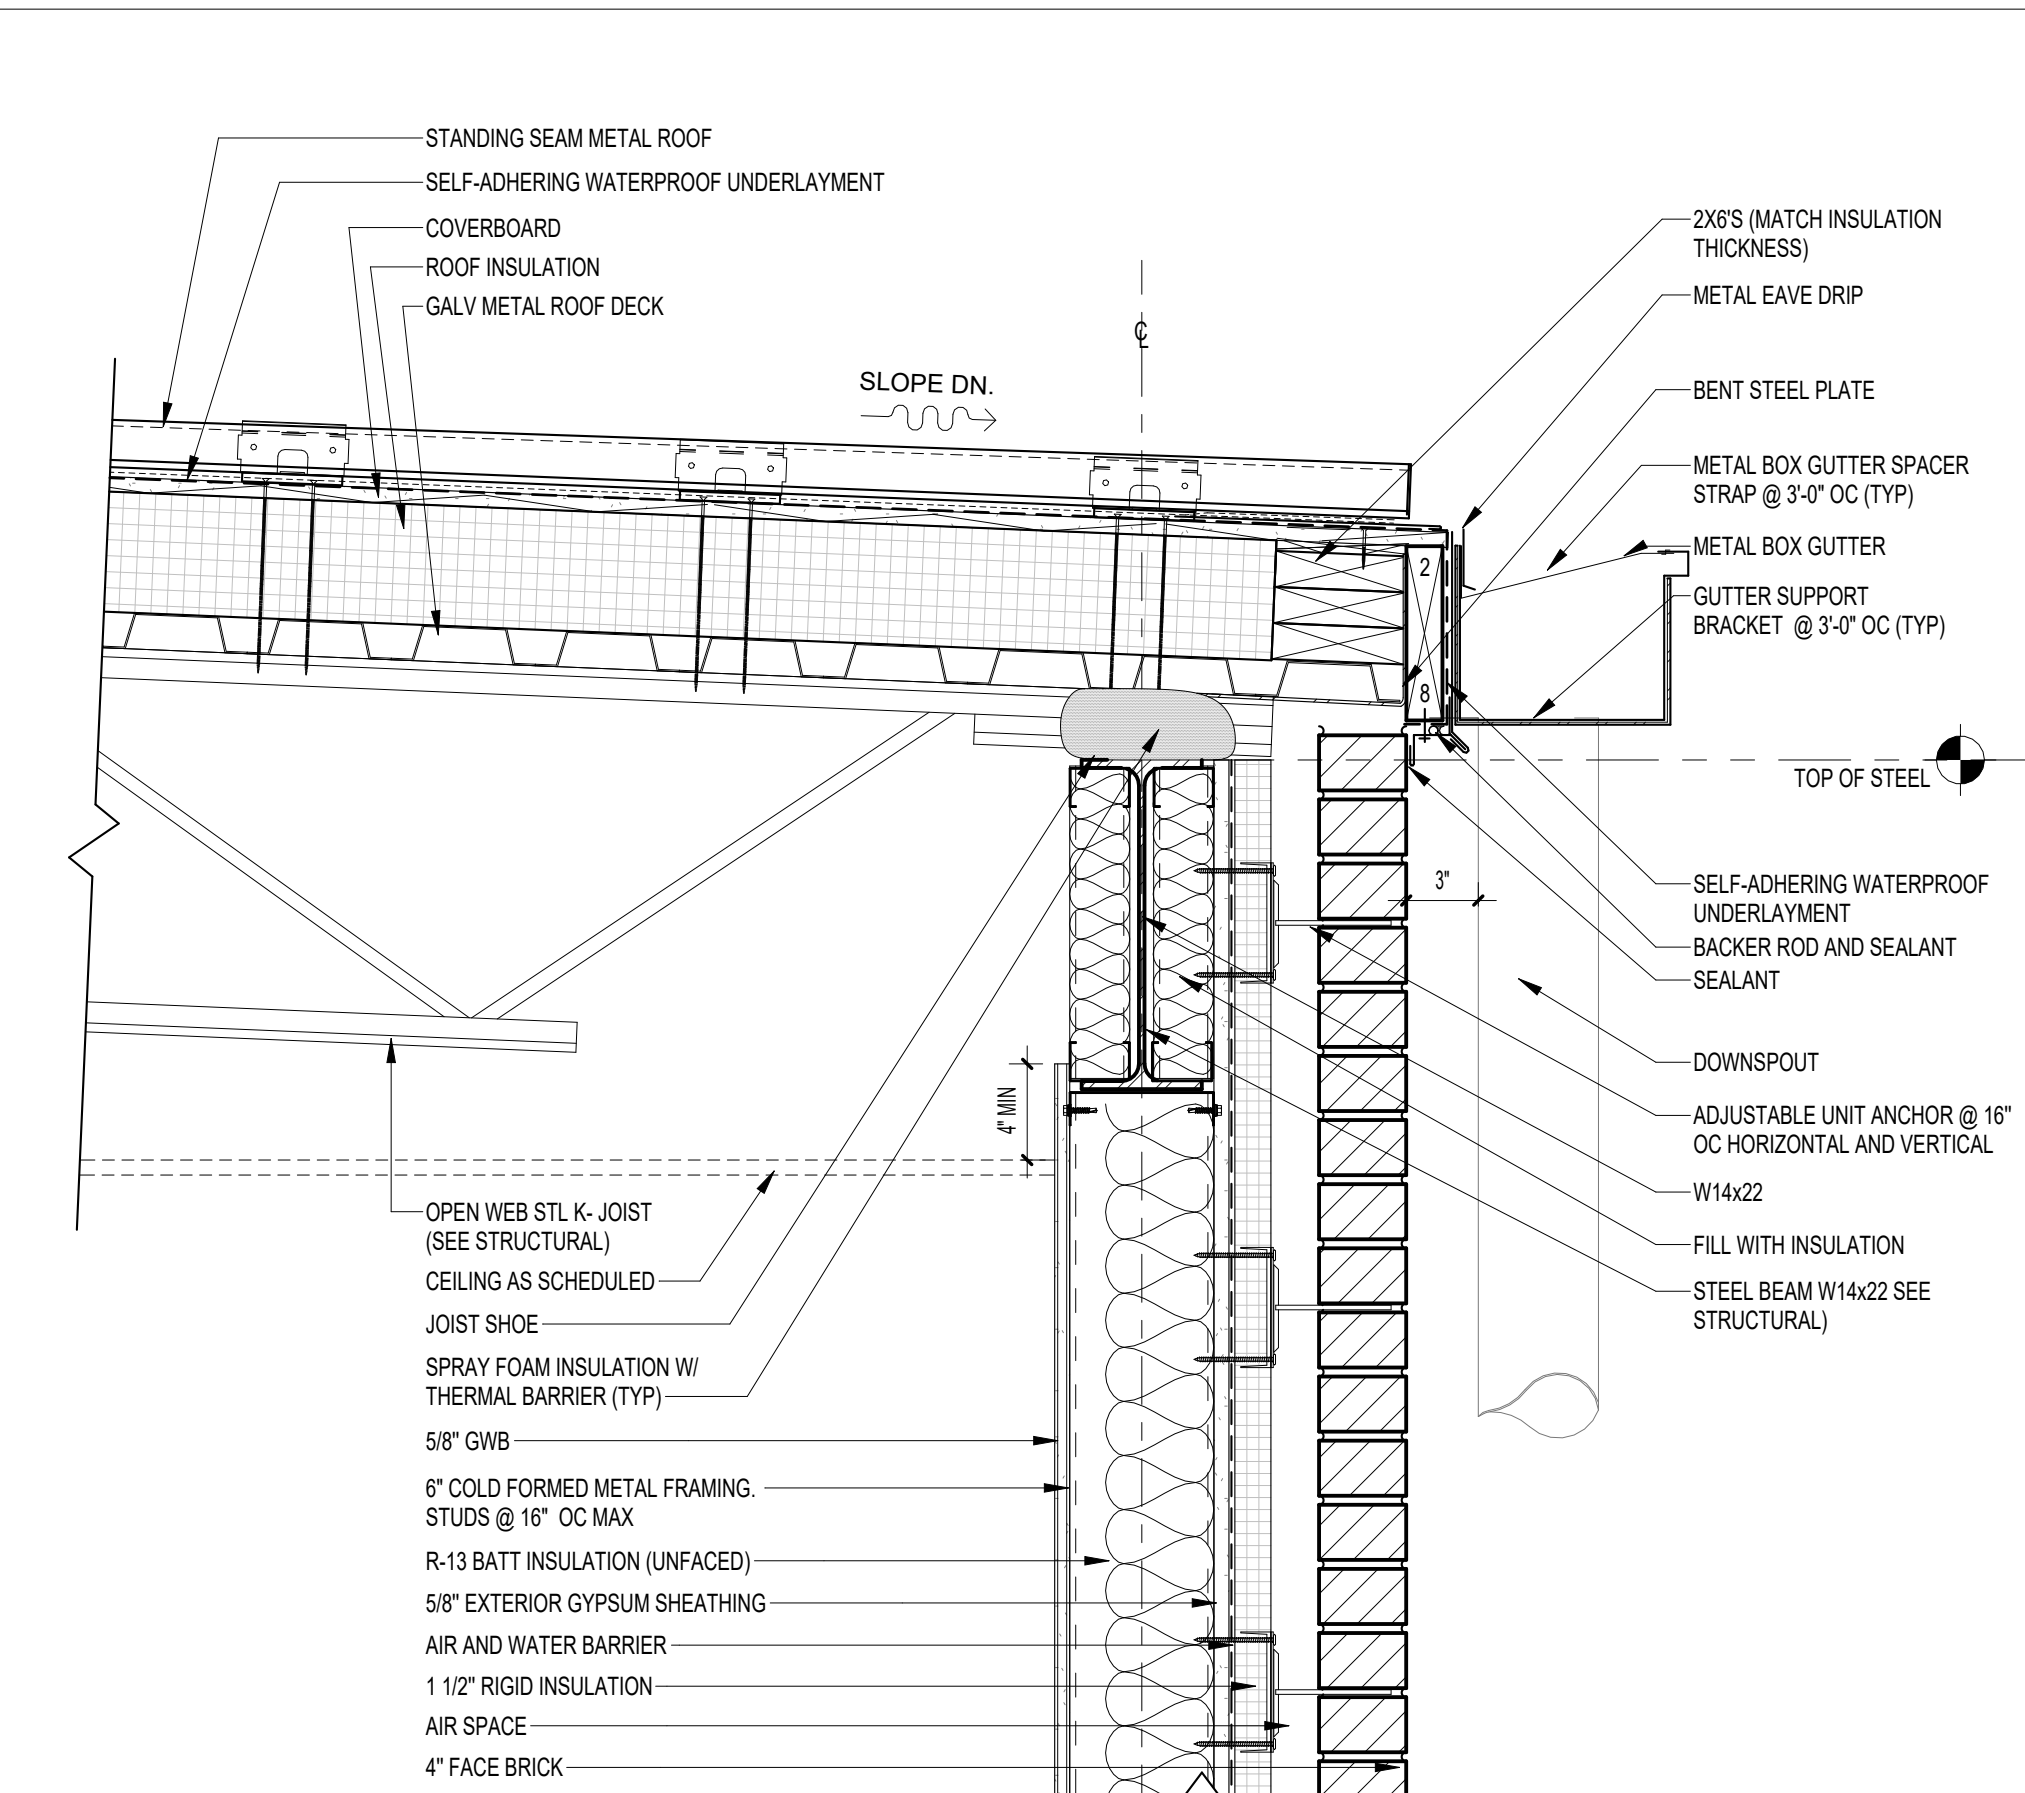 STANDING SEAM METAL ROOF
SELF-ADHERING WATERPROOF UNDERLAYMENT
COVERBOARD
ROOF INSULATION
GALV METAL ROOF DECK
℄
SLOPE DN.
2X6'S (MATCH INSULATION
THICKNESS)
METAL EAVE DRIP
BENT STEEL PLATE
METAL BOX GUTTER SPACER
STRAP @ 3'-0" OC (TYP)
METAL BOX GUTTER
GUTTER SUPPORT
BRACKET @ 3'-0" OC (TYP)
2
8
TOP OF STEEL
3"
SELF-ADHERING WATERPROOF
UNDERLAYMENT
BACKER ROD AND SEALANT
SEALANT
DOWNSPOUT
ADJUSTABLE UNIT ANCHOR @ 16"
OC HORIZONTAL AND VERTICAL
W14x22
FILL WITH INSULATION
STEEL BEAM W14x22 SEE
STRUCTURAL)
4" MIN
OPEN WEB STL K- JOIST
(SEE STRUCTURAL)
CEILING AS SCHEDULED
JOIST SHOE
SPRAY FOAM INSULATION W/
THERMAL BARRIER (TYP)
5/8" GWB
6" COLD FORMED METAL FRAMING.
STUDS @ 16" OC MAX
R-13 BATT INSULATION (UNFACED)
5/8" EXTERIOR GYPSUM SHEATHING
AIR AND WATER BARRIER
1 1/2" RIGID INSULATION
AIR SPACE
4" FACE BRICK